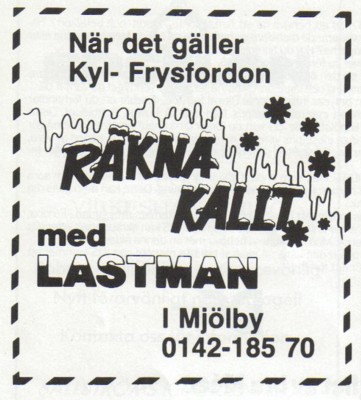 När det gäller
Kyl- Frysfordon
RÄKNA
KALLT
med
LASTMAN
I Mjölby
0142-185 70